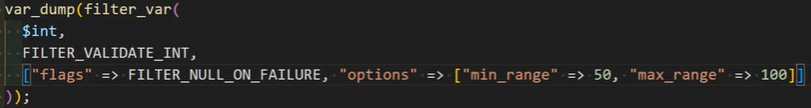 var_dump(filter_var(
$int,
FILTER_VALIDATE_INT,
["flags" => FILTER_NULL_ON_FAILURE, "options" => ["min_range" => 50, "max_range" => 100]]
));